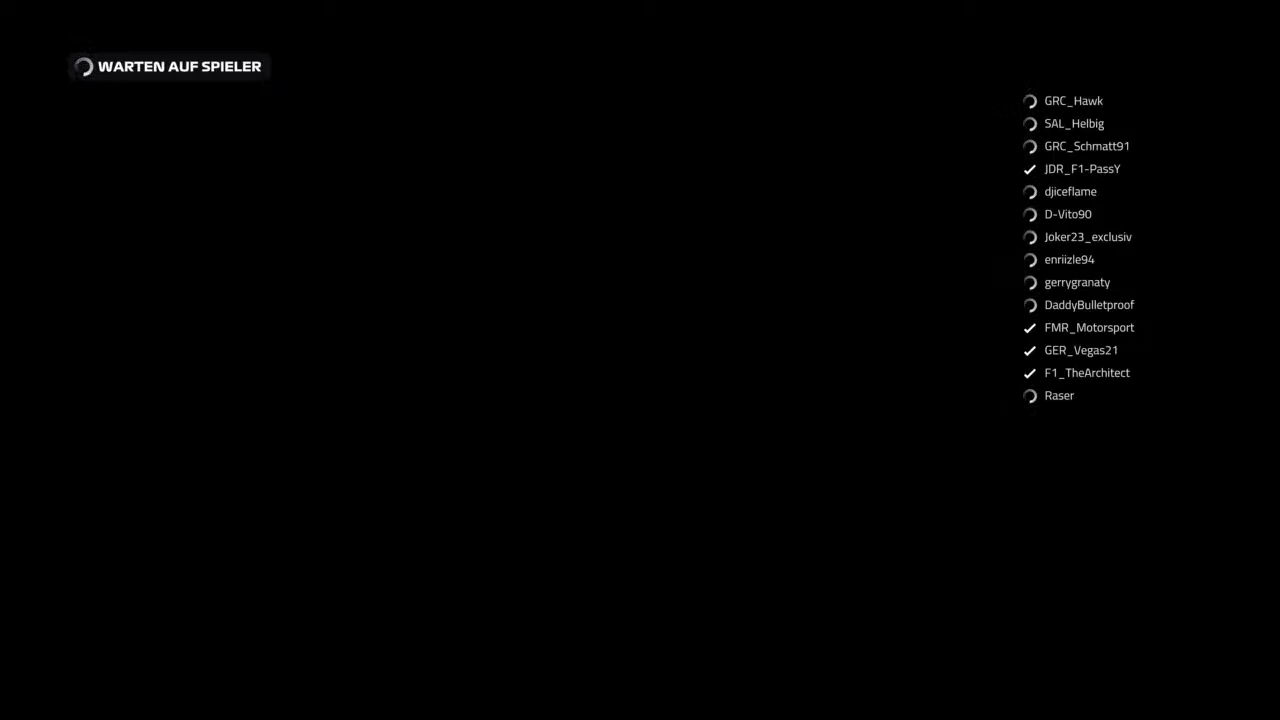 WARTEN AUF SPIELER
GRC_Hawk
SAL_Helbig
GRC_Schmatt91
JDR_F1-PassY
djiceflame
D-Vito90
Joker23_exclusiv
enriizle94
gerrygranaty
DaddyBulletproof
FMR_Motorsport
GER_Vegas21
F1_TheArchitect
Raser